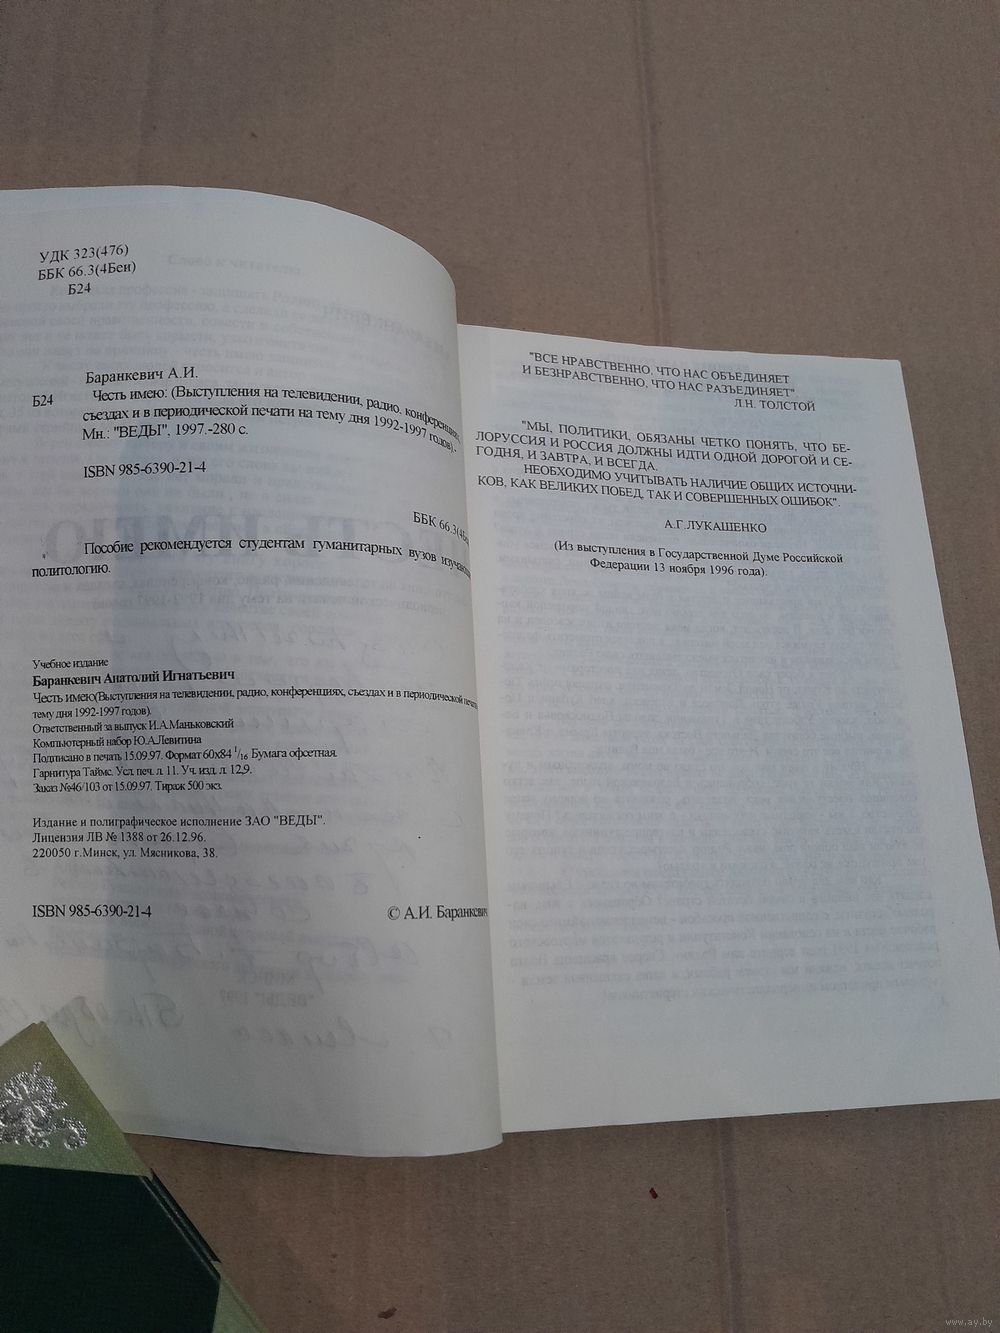 УДК 323(476)
ББК 66.3(4Беи)
Б24
Баранкевич А.И.
Б24
Честь имею: (Выступления на телевидении, радио, конференциях,
съездах и в периодической печати на тему дня 1992-1997 годов).-
Мн.: "ВЕДЫ", 1997.-280 с.
ISBN 985-6390-21-4
ББК 66.3(4Беи)
Пособие рекомендуется студентам гуманитарных вузов изучающим
политологию.
Учебное издание
Баранкевич Анатолий Игнатьевич
Честь имею(Выступления на телевидении, радио, конференциях, съездах и в периодической печати
тему дня 1992-1997 годов).
Ответственный за выпуск И.А.Маньковский
Компьютерный набор Ю.А.Левитина
Подписано в печать 15.09.97. Формат 60х84 1/16 Бумага офсетная.
Гарнитура Таймс. Усл. печ. л. 11. Уч. изд. л. 12,9.
Заказ №46/103 от 15.09.97. Тираж 500 экз.
Издание и полиграфическое исполнение ЗАО "ВЕДЫ".
Лицензия ЛВ № 1388 от 26.12.96.
220050 г.Минск, ул. Мясникова, 38.
ISBN 985-6390-21-4
© А.И. Баранкевич
"ВСЕ НРАВСТВЕННО, ЧТО НАС ОБЪЕДИНЯЕТ
И БЕЗНРАВСТВЕННО, ЧТО НАС РАЗЪЕДИНЯЕТ"
Л.Н. ТОЛСТОЙ
"МЫ, ПОЛИТИКИ, ОБЯЗАНЫ ЧЕТКО ПОНЯТЬ, ЧТО БЕ-
ЛОРУССИЯ И РОССИЯ ДОЛЖНЫ ИДТИ ОДНОЙ ДОРОГОЙ И СЕ-
ГОДНЯ, И ЗАВТРА, И ВСЕГДА.
НЕОБХОДИМО УЧИТЫВАТЬ НАЛИЧИЕ ОБЩИХ ИСТОЧНИ-
КОВ, КАК ВЕЛИКИХ ПОБЕД, ТАК И СОВЕРШЕННЫХ ОШИБОК".
А.Г.ЛУКАШЕНКО
(Из выступления в Государственной Думе Российской
Федерации 13 ноября 1996 года).
www.ay.by